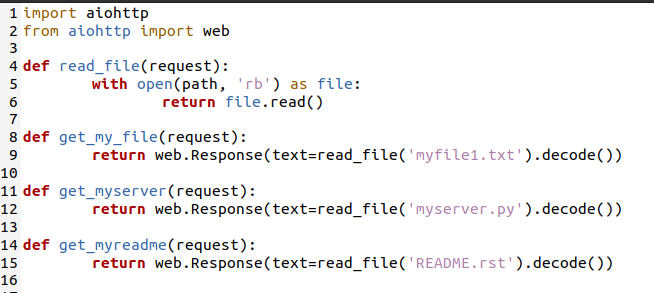 1 import aiohttp
2 from aiohttp import web
3
4 def read_file(request):
5         with open(path, 'rb') as file:
6                 return file.read()
7
8 def get_my_file(request):
9         return web.Response(text=read_file('myfile1.txt').decode())
10
11 def get_myserver(request):
12         return web.Response(text=read_file('myserver.py').decode())
13
14 def get_myreadme(request):
15         return web.Response(text=read_file('README.rst').decode())
16